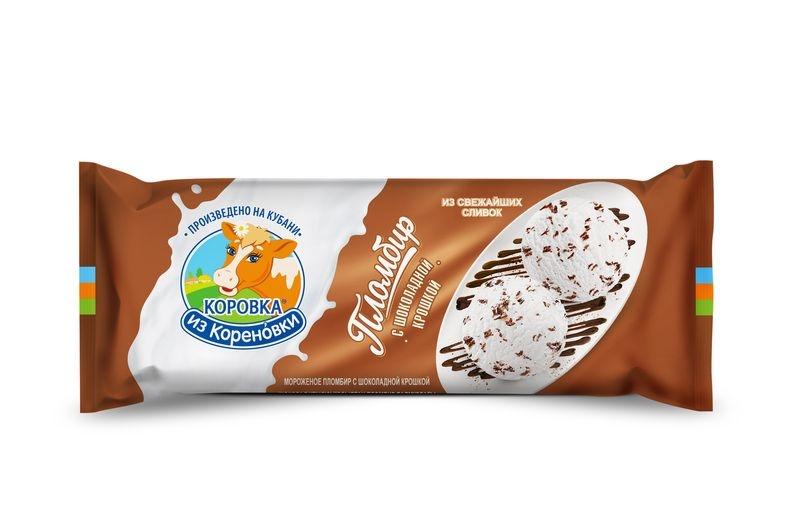 • ПРОИЗВЕДЕНО НА КУБАНИ •
КОРОВКА®
из Кореновки
Пломбир
• С ШОКОЛАДНОЙ
КРОШКОЙ •
ИЗ СВЕЖАЙШИХ
СЛИВОК
МОРОЖЕНОЕ ПЛОМБИР С ШОКОЛАДНОЙ КРОШКОЙ